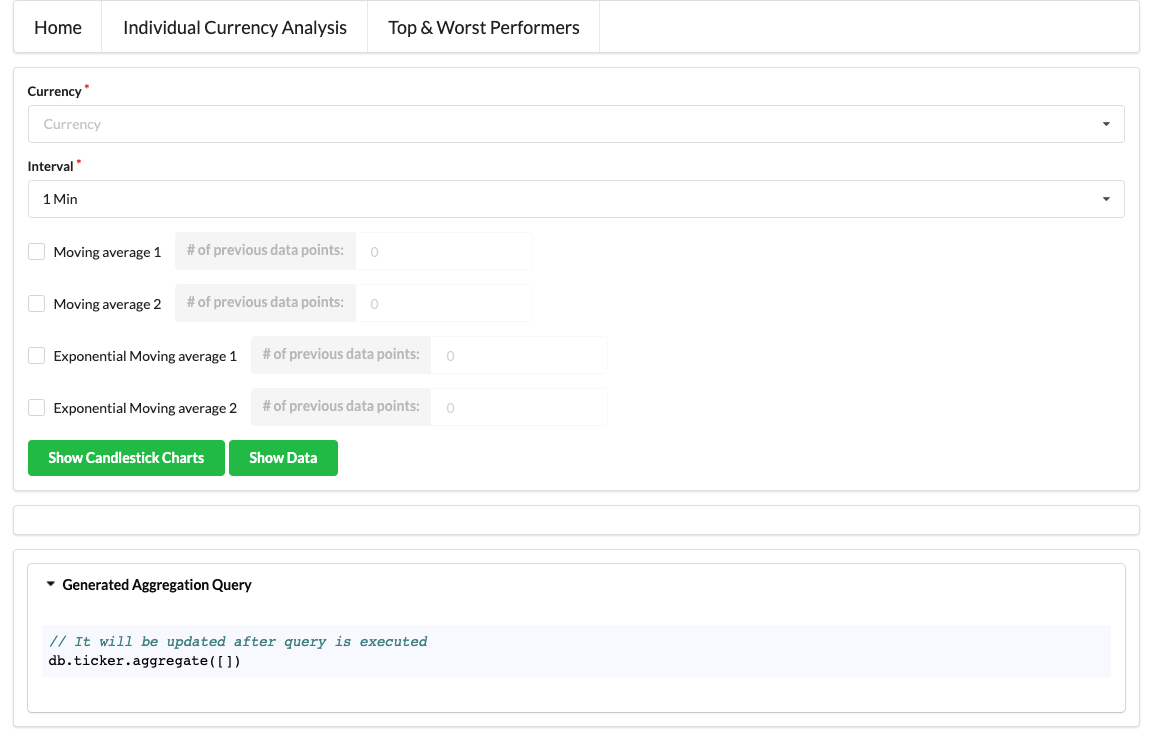 Home Individual Currency Analysis Top & Worst Performers
Currency *
Currency
Interval *
1 Min
Moving average 1 # of previous data points: 0
Moving average 2 # of previous data points: 0
Exponential Moving average 1 # of previous data points: 0
Exponential Moving average 2 # of previous data points: 0
Show Candlestick Charts Show Data
Generated Aggregation Query
// It will be updated after query is executed
db.ticker.aggregate([])